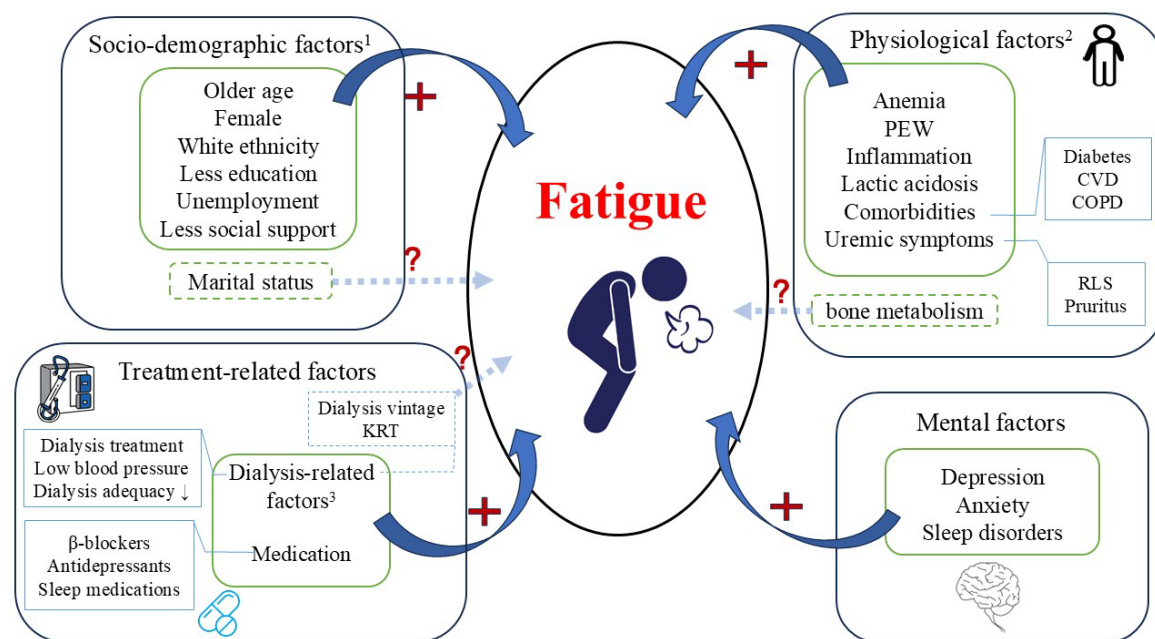 Socio-demographic factors¹
Older age
Female
White ethnicity
Less education
Unemployment
Less social support
Marital status
+
?
Physiological factors²
Anemia
PEW
Inflammation
Lactic acidosis
Comorbidities
Uremic symptoms
bone metabolism
Diabetes
CVD
COPD
RLS
Pruritus
+
?
Fatigue
Treatment-related factors
Dialysis vintage
KRT
?
Dialysis treatment
Low blood pressure
Dialysis adequacy ↓
Dialysis-related
factors³
Medication
β-blockers
Antidepressants
Sleep medications
+
Mental factors
Depression
Anxiety
Sleep disorders
+